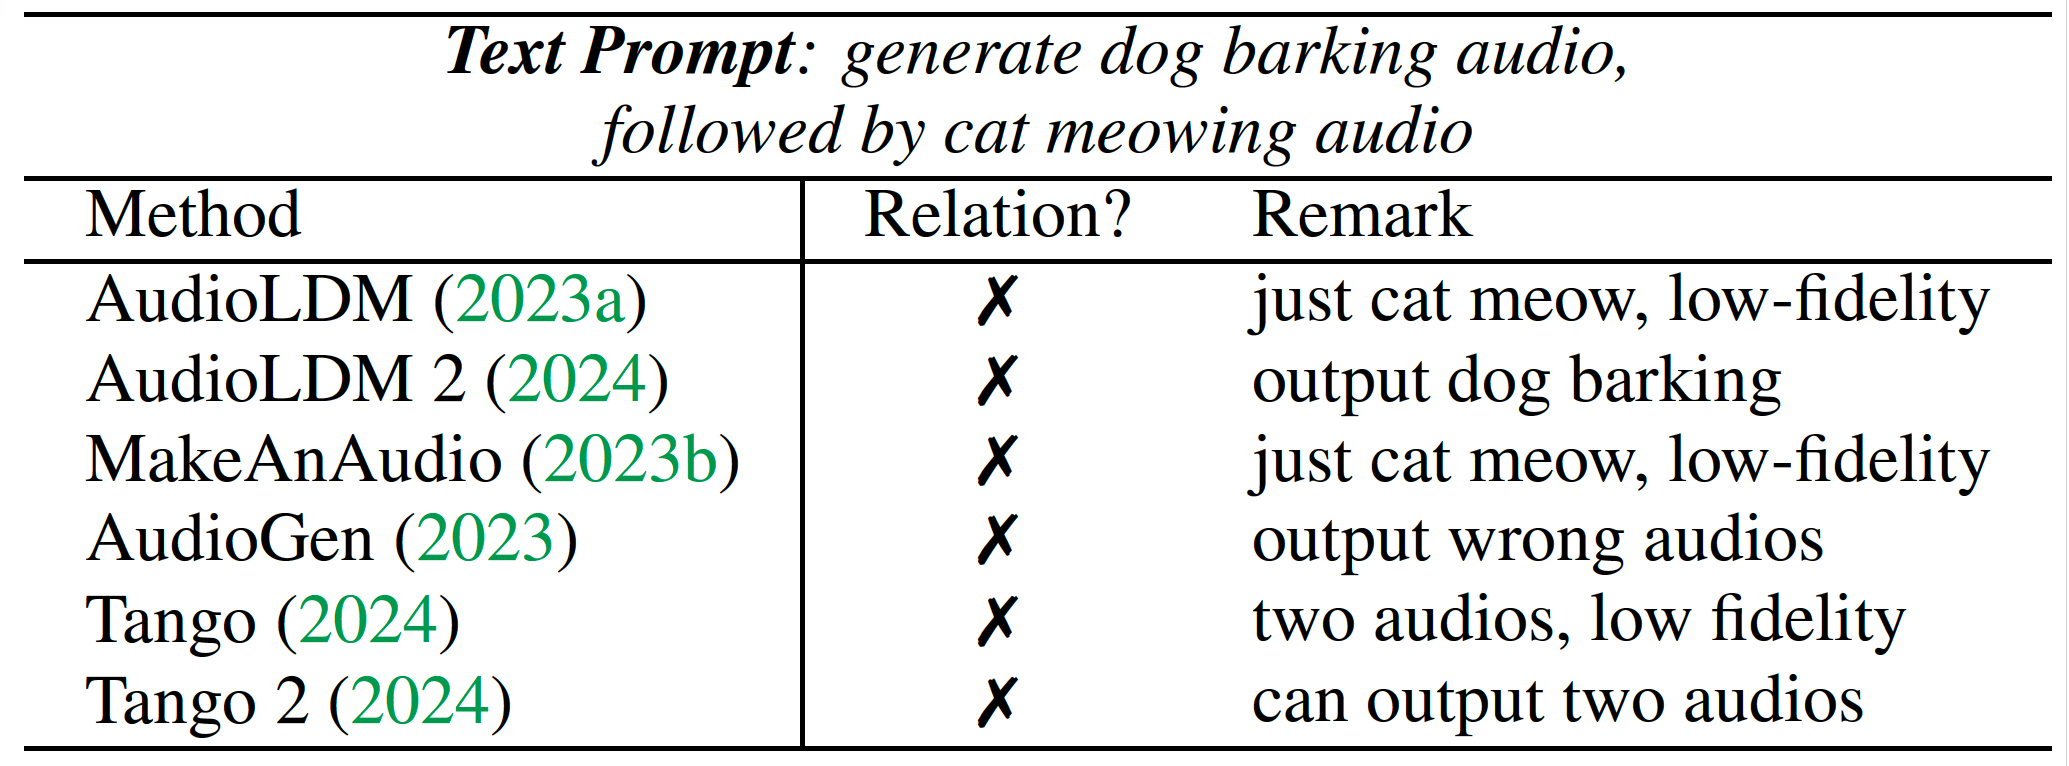 Text Prompt: generate dog barking audio,
followed by cat meowing audio
Method Relation? Remark
AudioLDM (2023a) ✗ just cat meow, low-fidelity
AudioLDM 2 (2024) ✗ output dog barking
MakeAnAudio (2023b) ✗ just cat meow, low-fidelity
AudioGen (2023) ✗ output wrong audios
Tango (2024) ✗ two audios, low fidelity
Tango 2 (2024) ✗ can output two audios